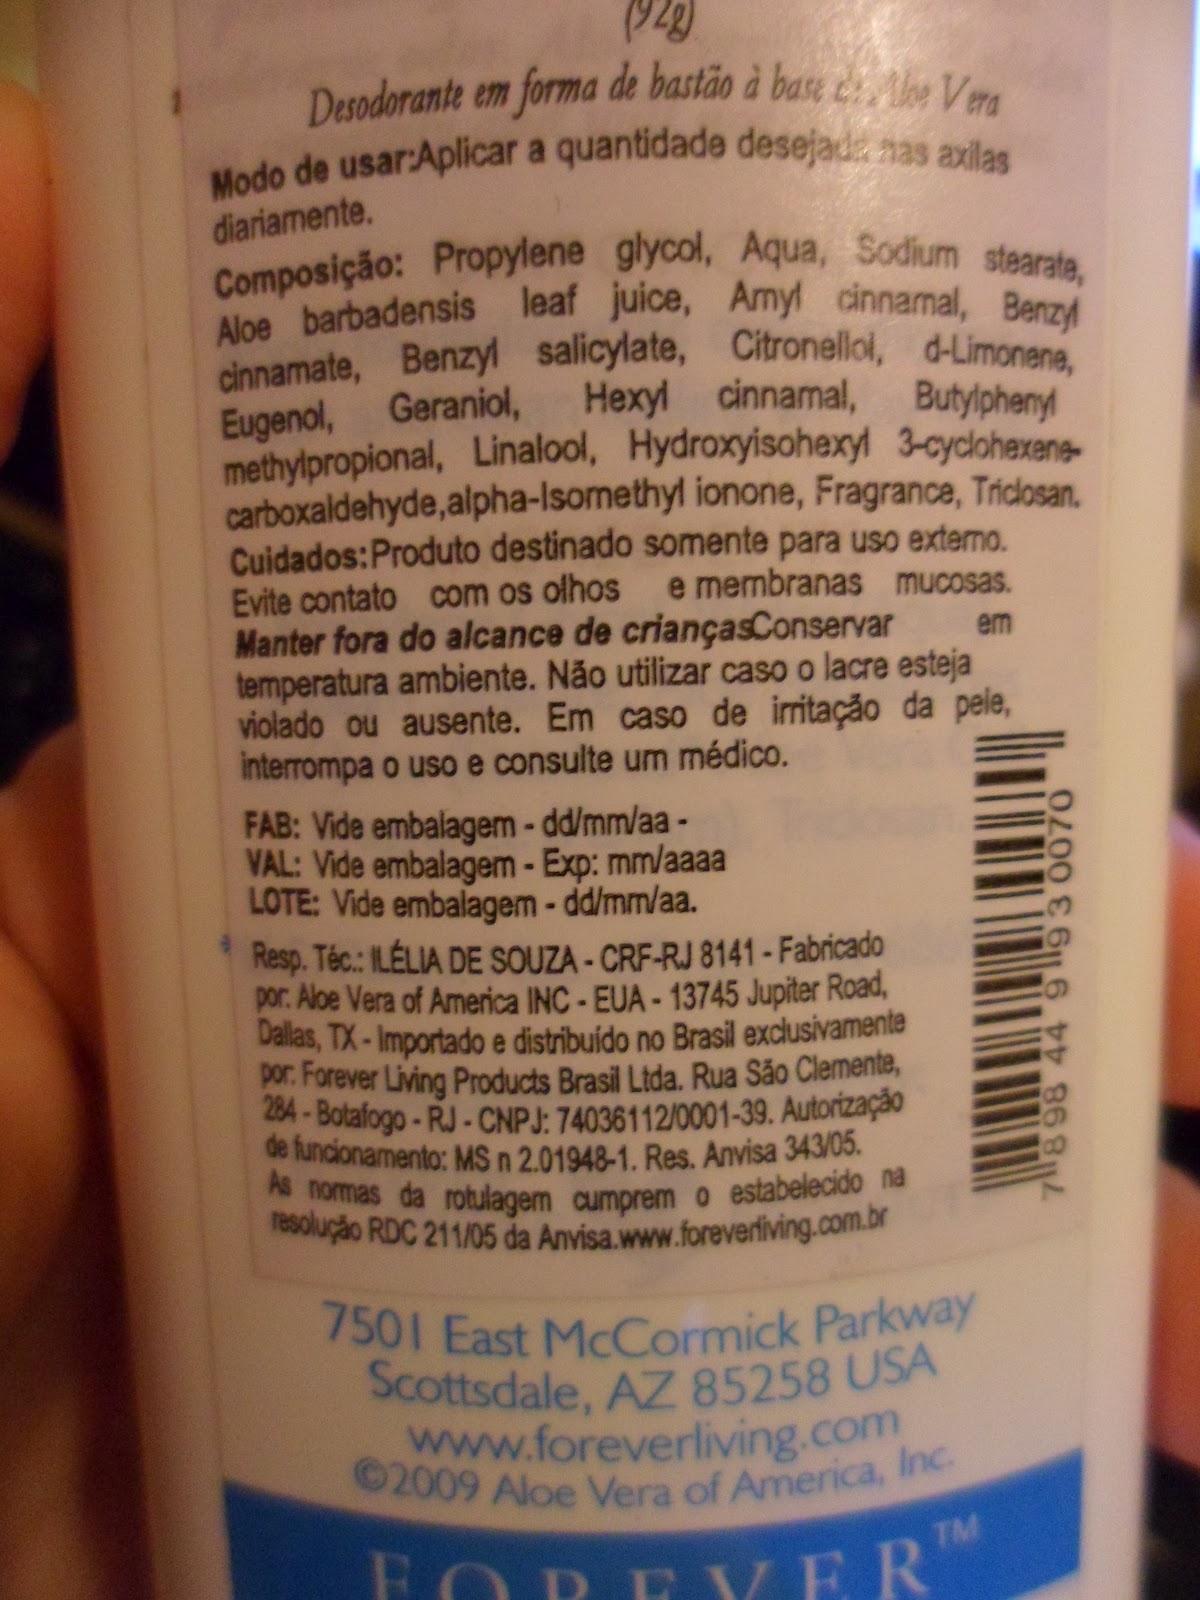 (92g)
Desodorante em forma de bastão à base de Aloe Vera
Modo de usar:Aplicar a quantidade desejada nas axilas
diariamente.
Composição: Propylene glycol, Aqua, Sodium stearate,
Aloe barbadensis leaf juice, Amyl cinnamal, Benzyl
cinnamate, Benzyl salicylate, Citronellol, d-Limonene,
Eugenol, Geraniol, Hexyl cinnamal, Butylphenyl
methylpropional, Linalool, Hydroxyisohexyl 3-cyclohexene-
carboxaldehyde,alpha-Isomethyl ionone, Fragrance, Triclosan.
Cuidados:Produto destinado somente para uso externo.
Evite contato com os olhos e membranas mucosas.
Manter fora do alcance de criançasConservar em
temperatura ambiente. Não utilizar caso o lacre esteja
violado ou ausente. Em caso de irritação da pele,
interrompa o uso e consulte um médico.
FAB: Vide embalagem - dd/mm/aa -
VAL: Vide embalagem - Exp: mm/aaaa
LOTE: Vide embalagem - dd/mm/aa.
Resp. Téc.: ILÉLIA DE SOUZA - CRF-RJ 8141 - Fabricado
por: Aloe Vera of America INC - EUA - 13745 Jupiter Road,
Dallas, TX - Importado e distribuído no Brasil exclusivamente
por: Forever Living Products Brasil Ltda. Rua São Clemente,
284 - Botafogo - RJ - CNPJ: 74036112/0001-39. Autorização
de funcionamento: MS n 2.01948-1. Res. Anvisa 343/05.
As normas da rotulagem cumprem o estabelecido na
resolução RDC 211/05 da Anvisa.www.foreverliving.com.br
7 898 44 9 93 0070
7501 East McCormick Parkway
Scottsdale, AZ 85258 USA
www.foreverliving.com
©2009 Aloe Vera of America, Inc.
FOREVER™